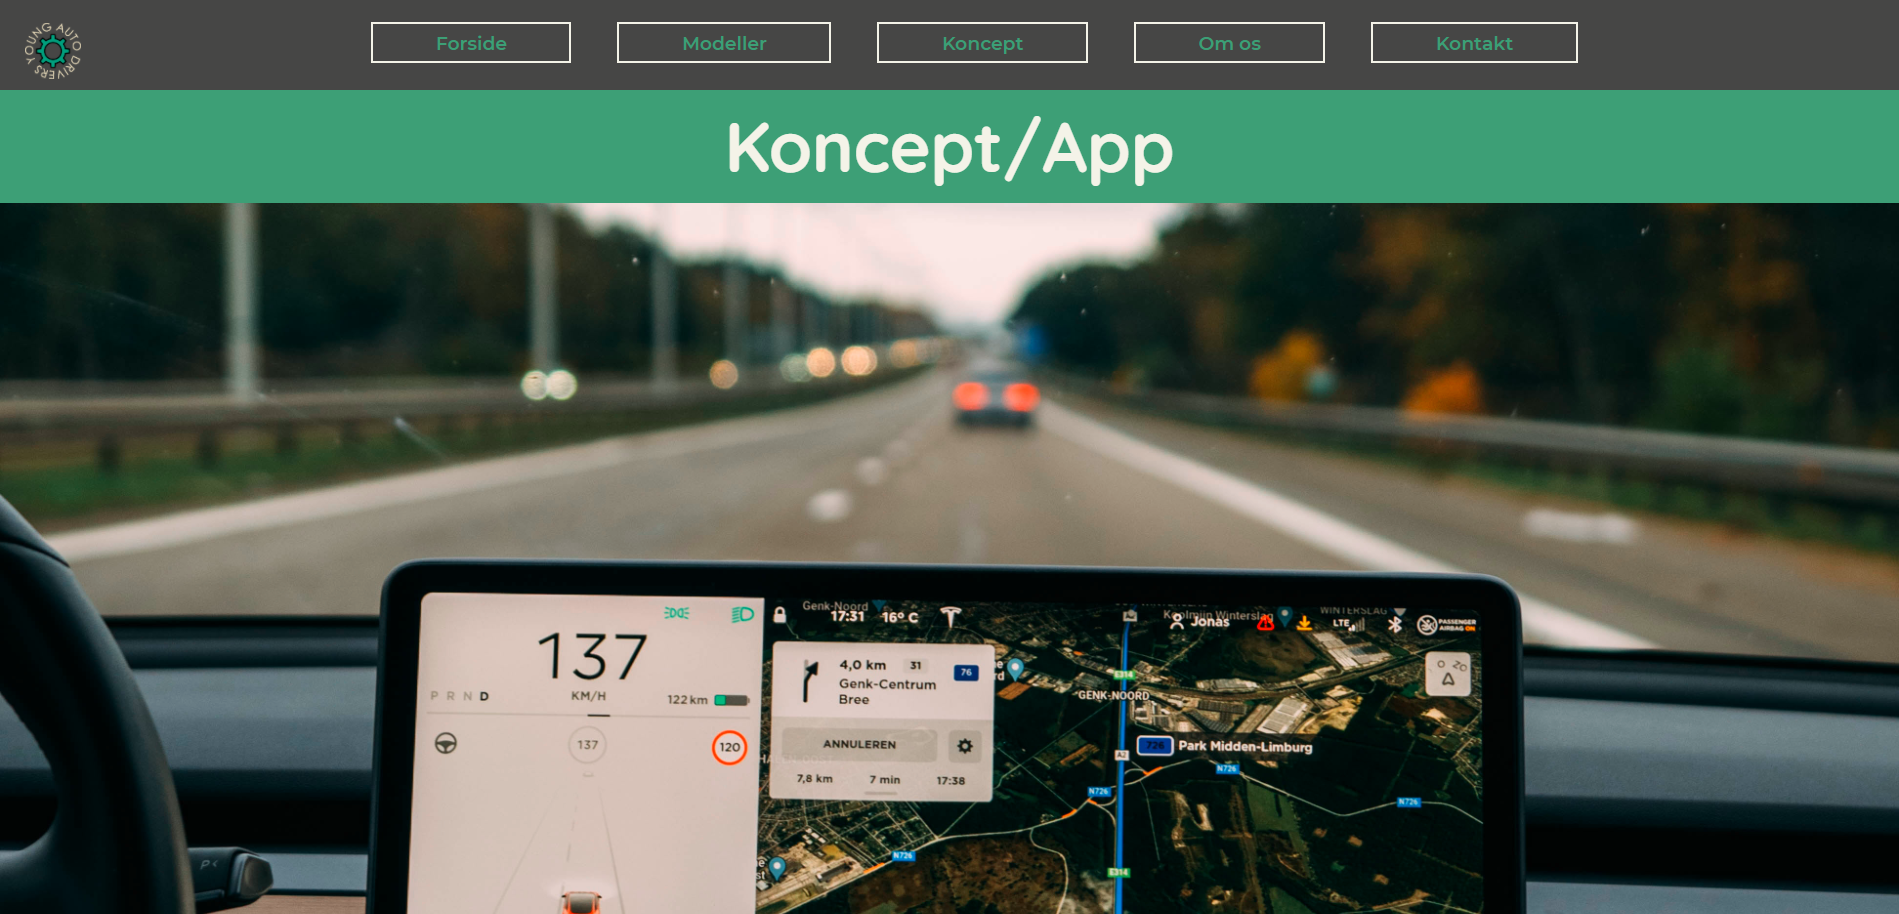 YOUNG AUTO DRIVERS
Forside
Modeller
Koncept
Om os
Kontakt
Koncept/App
137
KM/H
P R N D
122 km
137
120
Genk-Noord
17:31 16° C
Koolmijn Winterslag
WINTERSLAG
Jonas
LTE
PASSENGER
AIRBAG ON
4,0 km 31
76
Genk-Centrum
Bree
ANNULEREN
7,8 km 7 min 17:38
E314
GENK-NOORD
A2
726 Park Midden-Limburg
N726
N726
N726
N726
E314
P